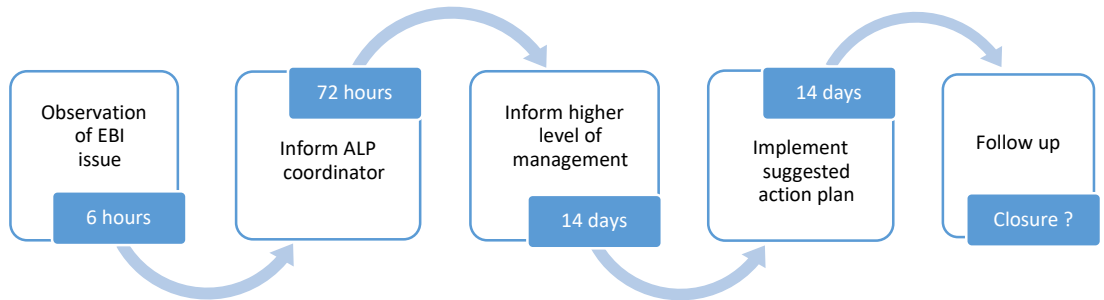 Observation
of EBI
issue
6 hours
72 hours
Inform ALP
coordinator
Inform higher
level of
management
14 days
14 days
Implement
suggested
action plan
Follow up
Closure ?